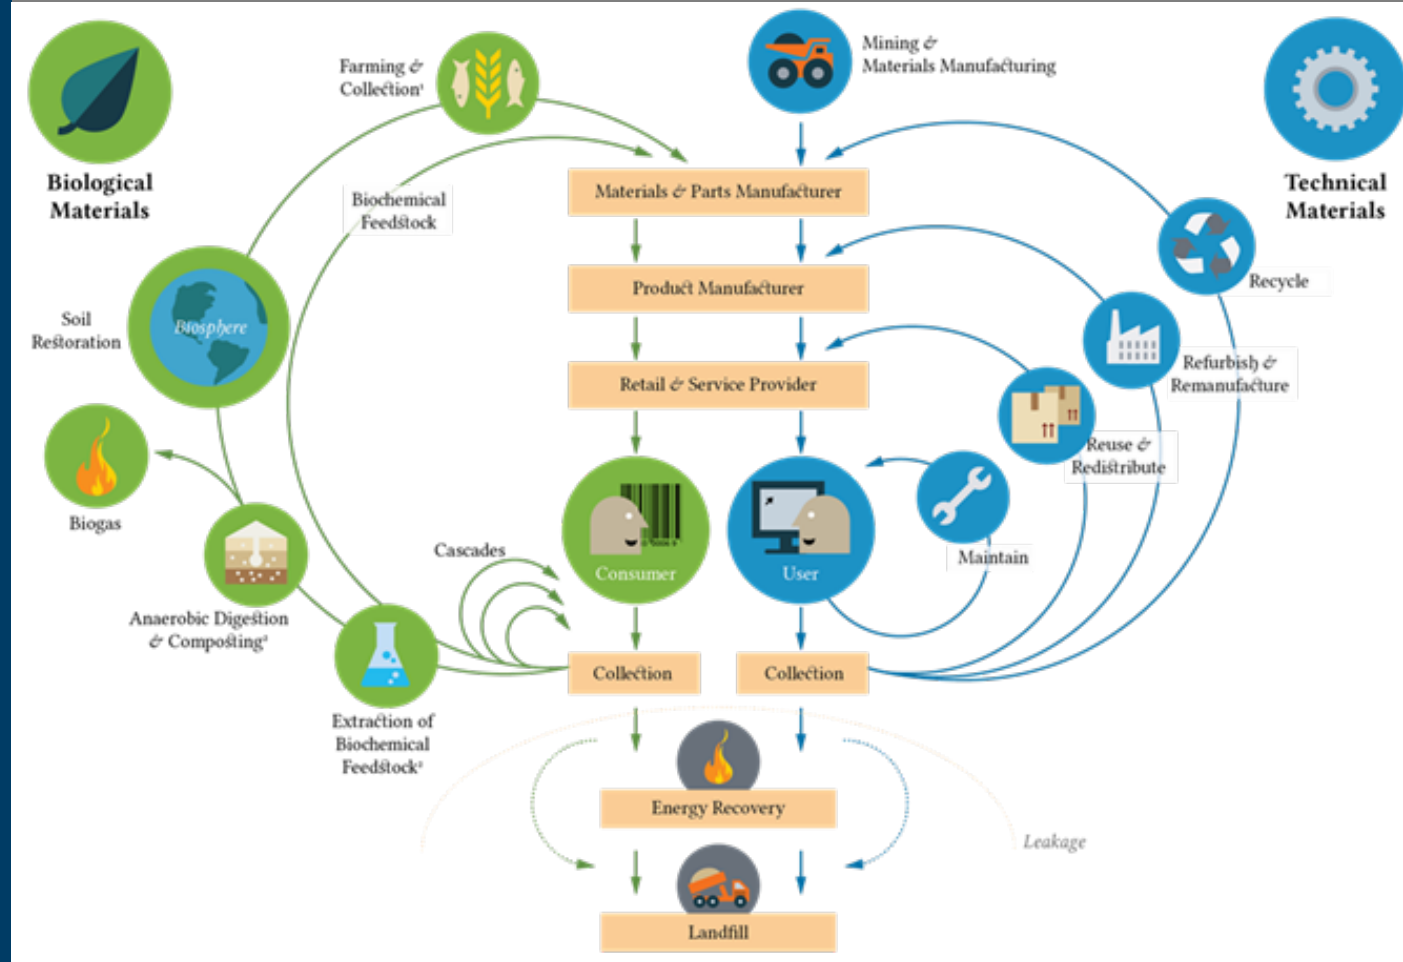 Biological
Materials
Farming &
Collection¹
Mining &
Materials Manufacturing
Technical
Materials
Biochemical
Feedstock
Materials & Parts Manufacturer
Product Manufacturer
Retail & Service Provider
Recycle
Refurbish &
Remanufacture
Reuse &
Redistribute
Maintain
Soil
Restoration
Biosphere
Biogas
Anaerobic Digestion
& Composting²
Cascades
Consumer
User
Extraction of
Biochemical
Feedstock²
Collection
Collection
Energy Recovery
Leakage
Landfill